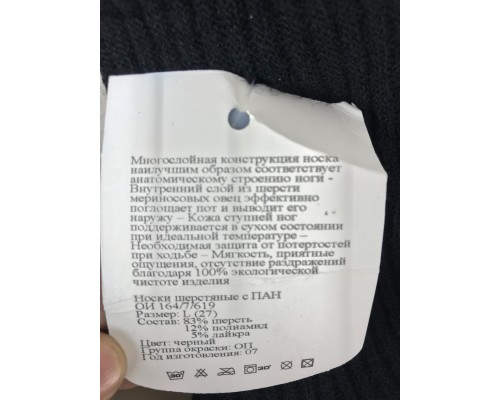 Многослойная конструкция носка
наилучшим образом соответствует
анатомическому строению ноги -
Внутренний слой из шерсти
мериносовых овец эффективно
поглощает пот и выводит его
наружу – Кожа ступней ног
поддерживается в сухом состоянии
при идеальной температуре –
Необходимая защита от потертостей
при ходьбе – Мягкость, приятные
ощущения, отсутствие раздражений
благодаря 100% экологической
чистоте изделия
Носки шерстяные с ПАН
ОИ 164/7/619
Размер: L (27)
Состав: 83% шерсть
12% полиамид
5% лайкра
Цвет: черный
Группа окраски: ОП
Год изготовления: 07
30° 30°